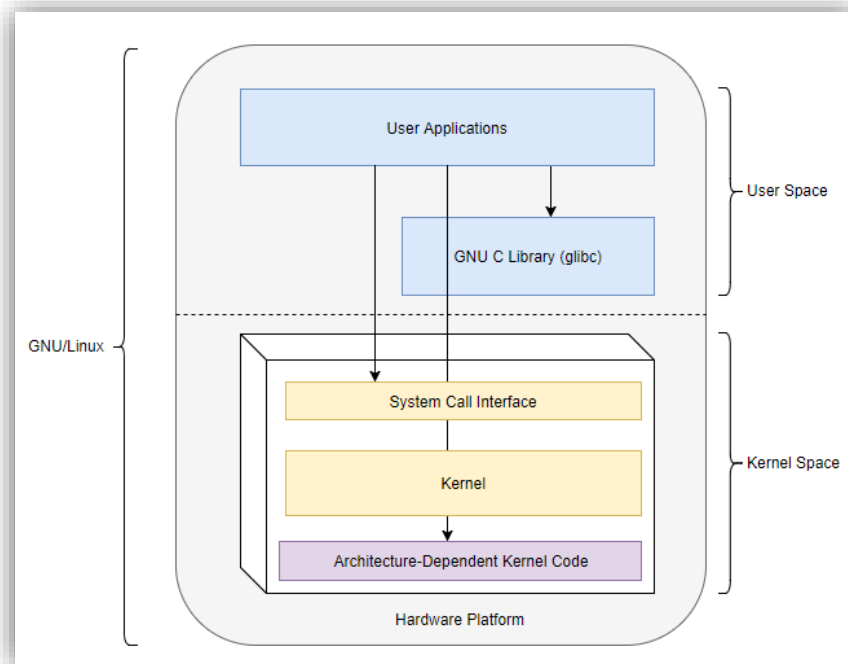 User Applications
User Space
GNU C Library (glibc)
GNU/Linux
System Call Interface
Kernel Space
Kernel
Architecture-Dependent Kernel Code
Hardware Platform